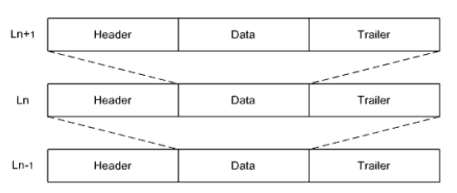 Ln+1 Header Data Trailer
Ln Header Data Trailer
Ln-1 Header Data Trailer